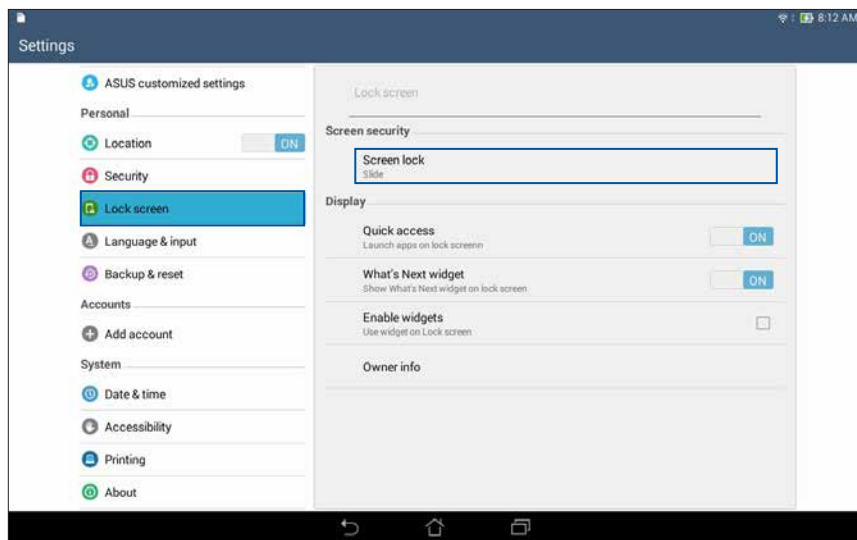 8:12 AM
Settings
ASUS customized settings
Personal
Location ON
Security
Lock screen
Language & input
Backup & reset
Accounts
Add account
System
Date & time
Accessibility
Printing
About
Lock screen
Screen security
Screen lock
Slide
Display
Quick access
Launch apps on lock screenn
ON
What's Next widget
Show What's Next widget on lock screen
ON
Enable widgets
Use widget on Lock screen
Owner info